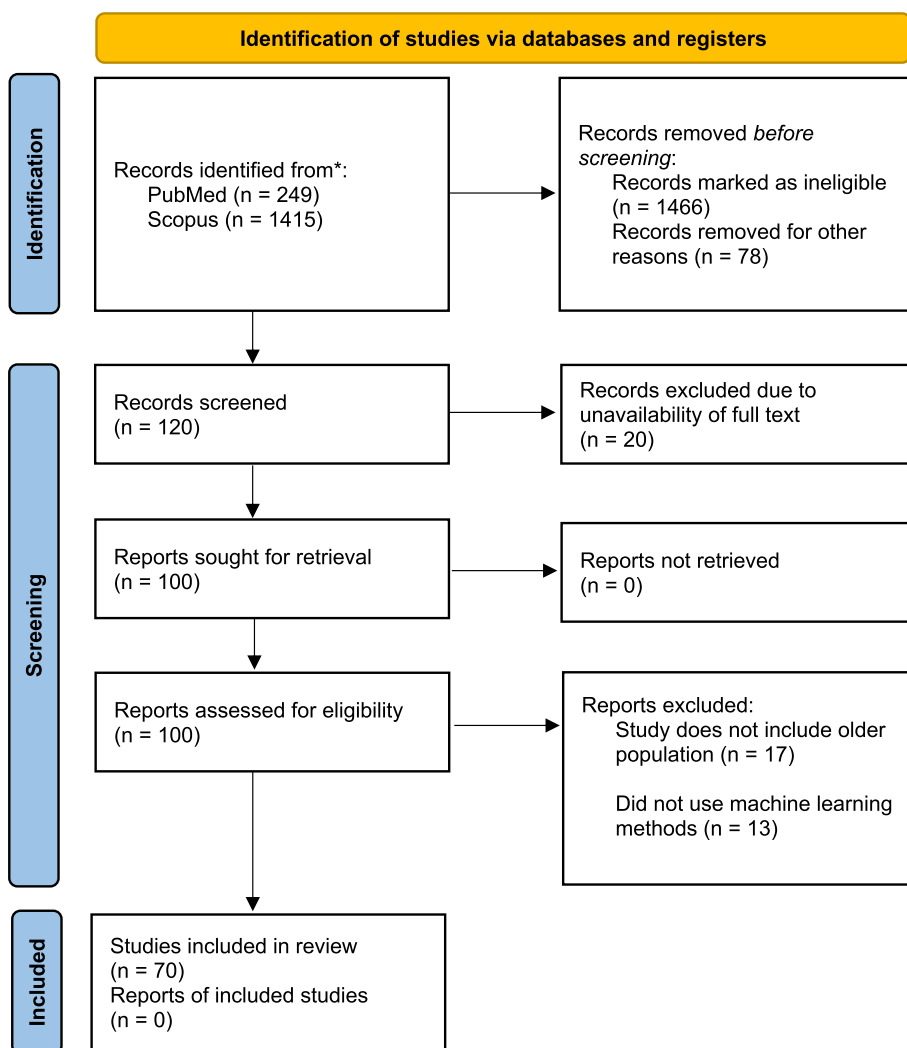 Identification of studies via databases and registers
Identification
Records identified from*:
PubMed (n = 249)
Scopus (n = 1415)
Records removed before
screening:
Records marked as ineligible
(n = 1466)
Records removed for other
reasons (n = 78)
Screening
Records screened
(n = 120)
Records excluded due to
unavailability of full text
(n = 20)
Reports sought for retrieval
(n = 100)
Reports not retrieved
(n = 0)
Reports assessed for eligibility
(n = 100)
Reports excluded:
Study does not include older
population (n = 17)
Did not use machine learning
methods (n = 13)
Included
Studies included in review
(n = 70)
Reports of included studies
(n = 0)